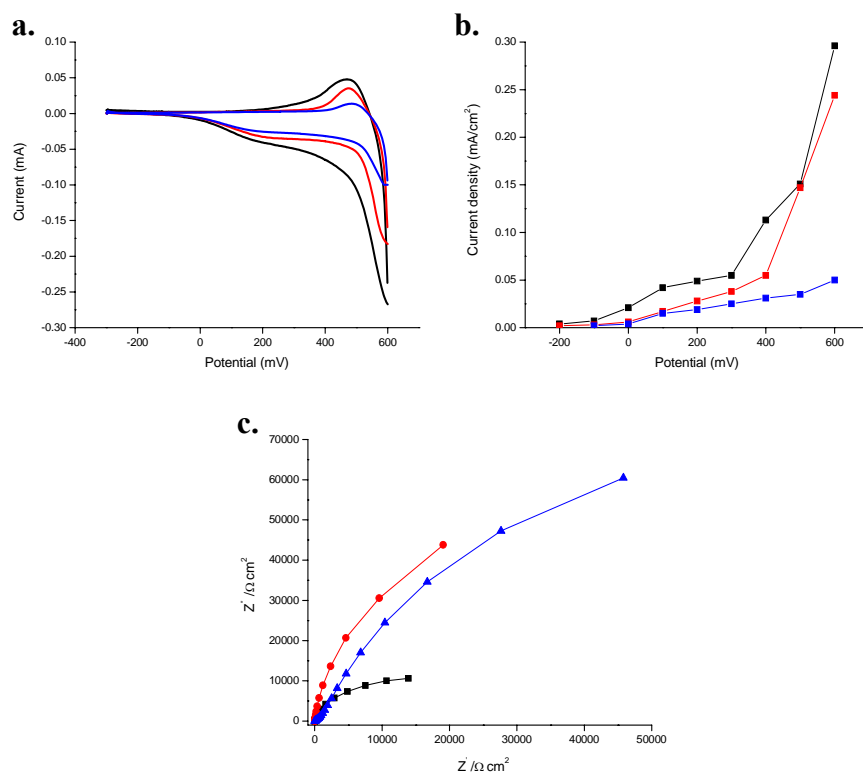 a.
0.10
0.05
0.00
-0.05
-0.10
-0.15
-0.20
-0.25
-0.30
Current (mA)
-400 -200 0 200 400 600
Potential (mV)
b.
0.30
0.25
0.20
0.15
0.10
0.05
0.00
Current density (mA/cm²)
-200 0 200 400 600
Potential (mV)
c.
70000
60000
50000
40000
30000
20000
10000
0
Z'' /Ω cm²
0 10000 20000 30000 40000 50000
Z' /Ω cm²